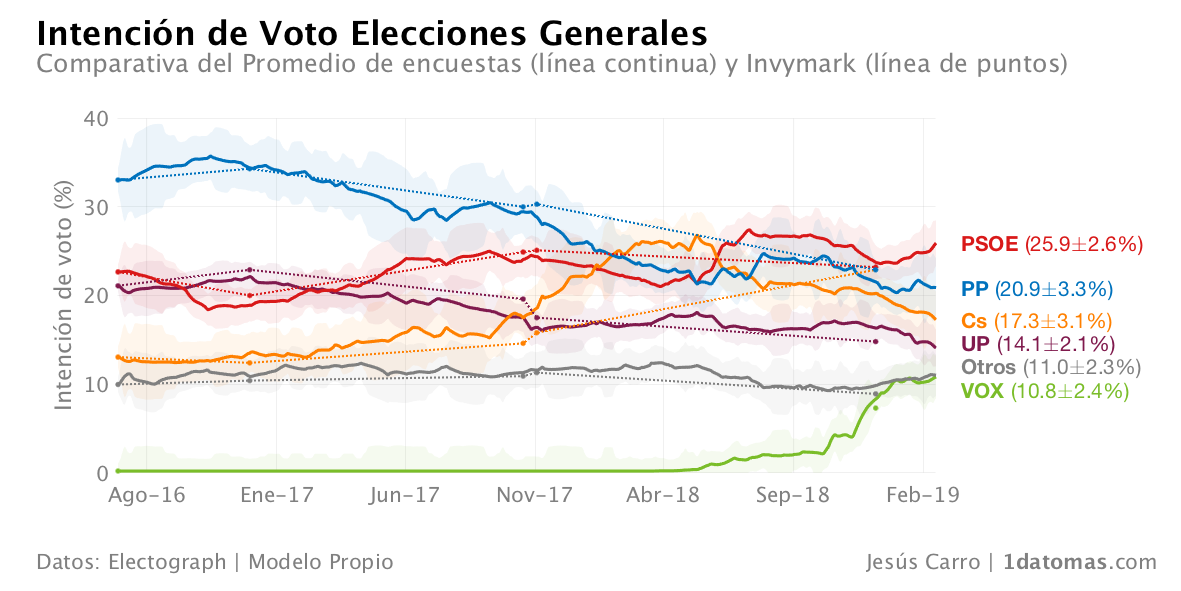 Intención de Voto Elecciones Generales
Comparativa del Promedio de encuestas (línea continua) y Invymark (línea de puntos)
Intención de voto (%)
40
30
20
10
0
Ago-16 Ene-17 Jun-17 Nov-17 Abr-18 Sep-18 Feb-19
PSOE (25.9±2.6%)
PP (20.9±3.3%)
Cs (17.3±3.1%)
UP (14.1±2.1%)
Otros (11.0±2.3%)
VOX (10.8±2.4%)
Datos: Electograph | Modelo Propio
Jesús Carro | 1datomas.com